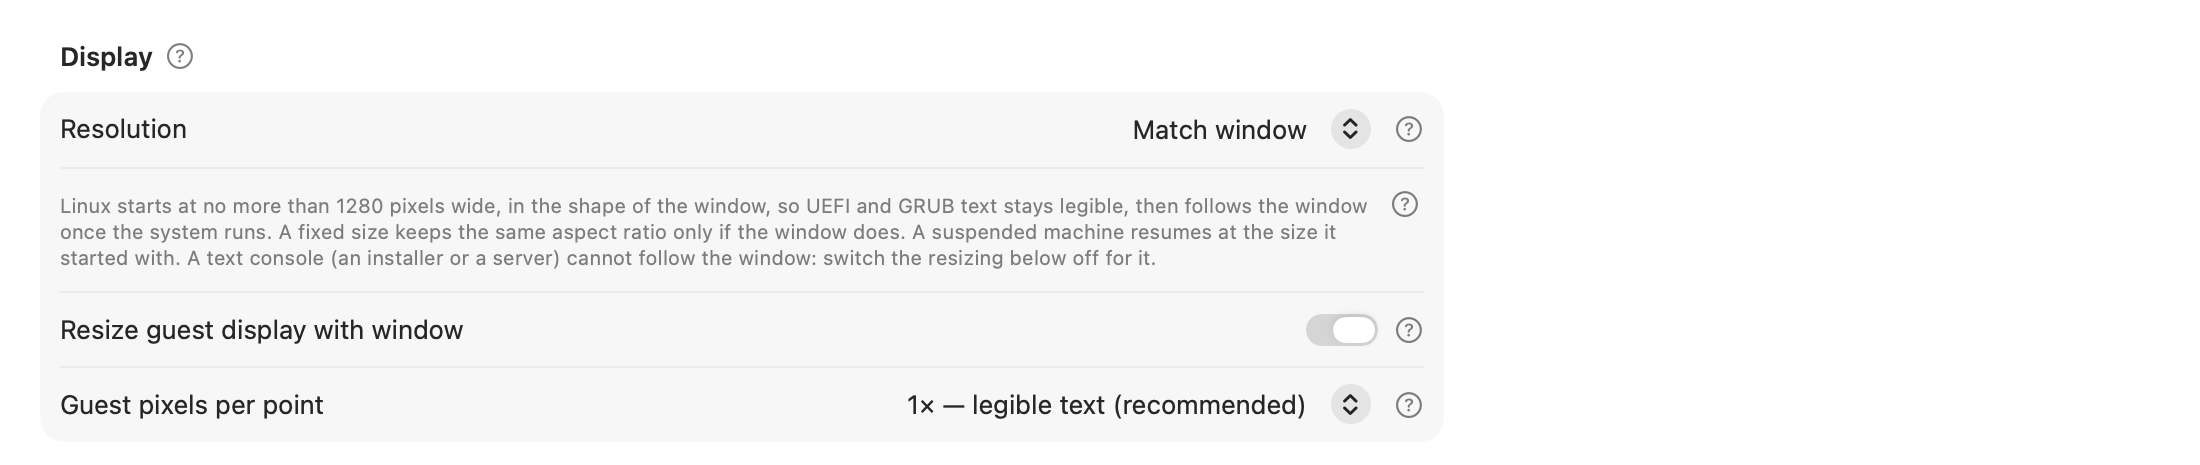 Display ?
Resolution Match window ?
Linux starts at no more than 1280 pixels wide, in the shape of the window, so UEFI and GRUB text stays legible, then follows the window ?
once the system runs. A fixed size keeps the same aspect ratio only if the window does. A suspended machine resumes at the size it
started with. A text console (an installer or a server) cannot follow the window: switch the resizing below off for it.
Resize guest display with window ?
Guest pixels per point 1× — legible text (recommended) ?